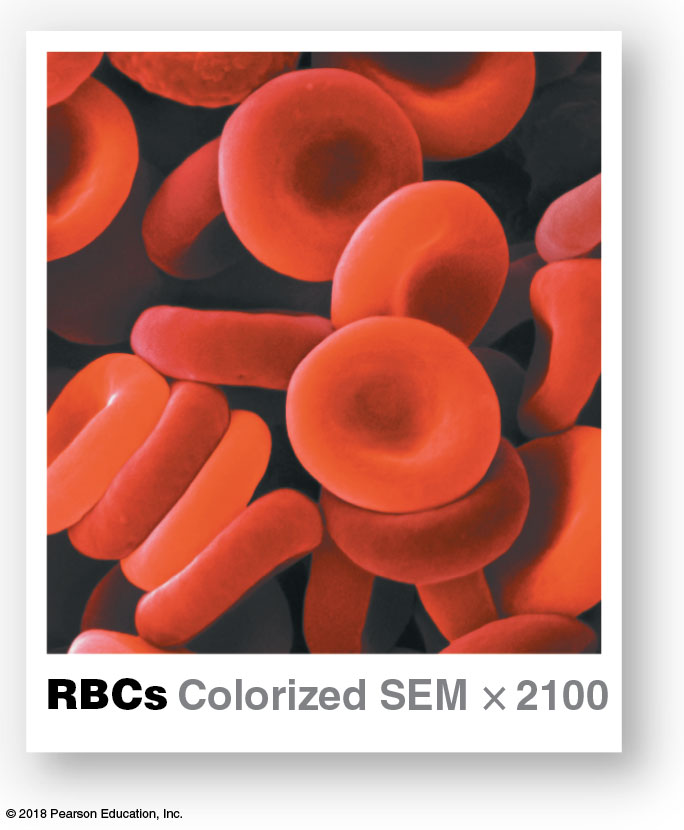 RBCs Colorized SEM × 2100
© 2018 Pearson Education, Inc.